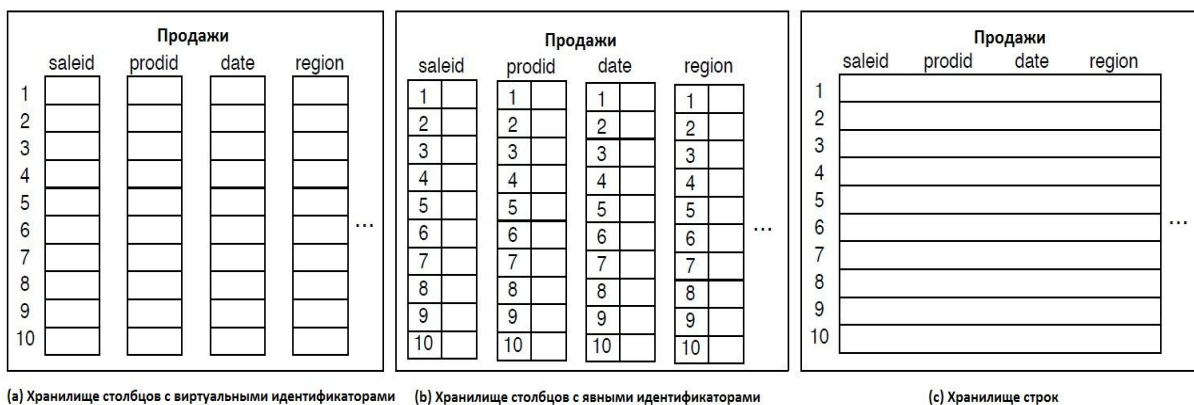 Продажи
saleid prodid date region
1
2
3
4
5
6
7
8
9
10
...
(a) Хранилище столбцов с виртуальными идентификаторами
Продажи
saleid prodid date region
1 1 1 1
2 2 2 2
3 3 3 3
4 4 4 4
5 5 5 5
6 6 6 6
7 7 7 7
8 8 8 8
9 9 9 9
10 10 10 10
...
(b) Хранилище столбцов с явными идентификаторами
Продажи
saleid prodid date region
1
2
3
4
5
6
7
8
9
10
...
(c) Хранилище строк